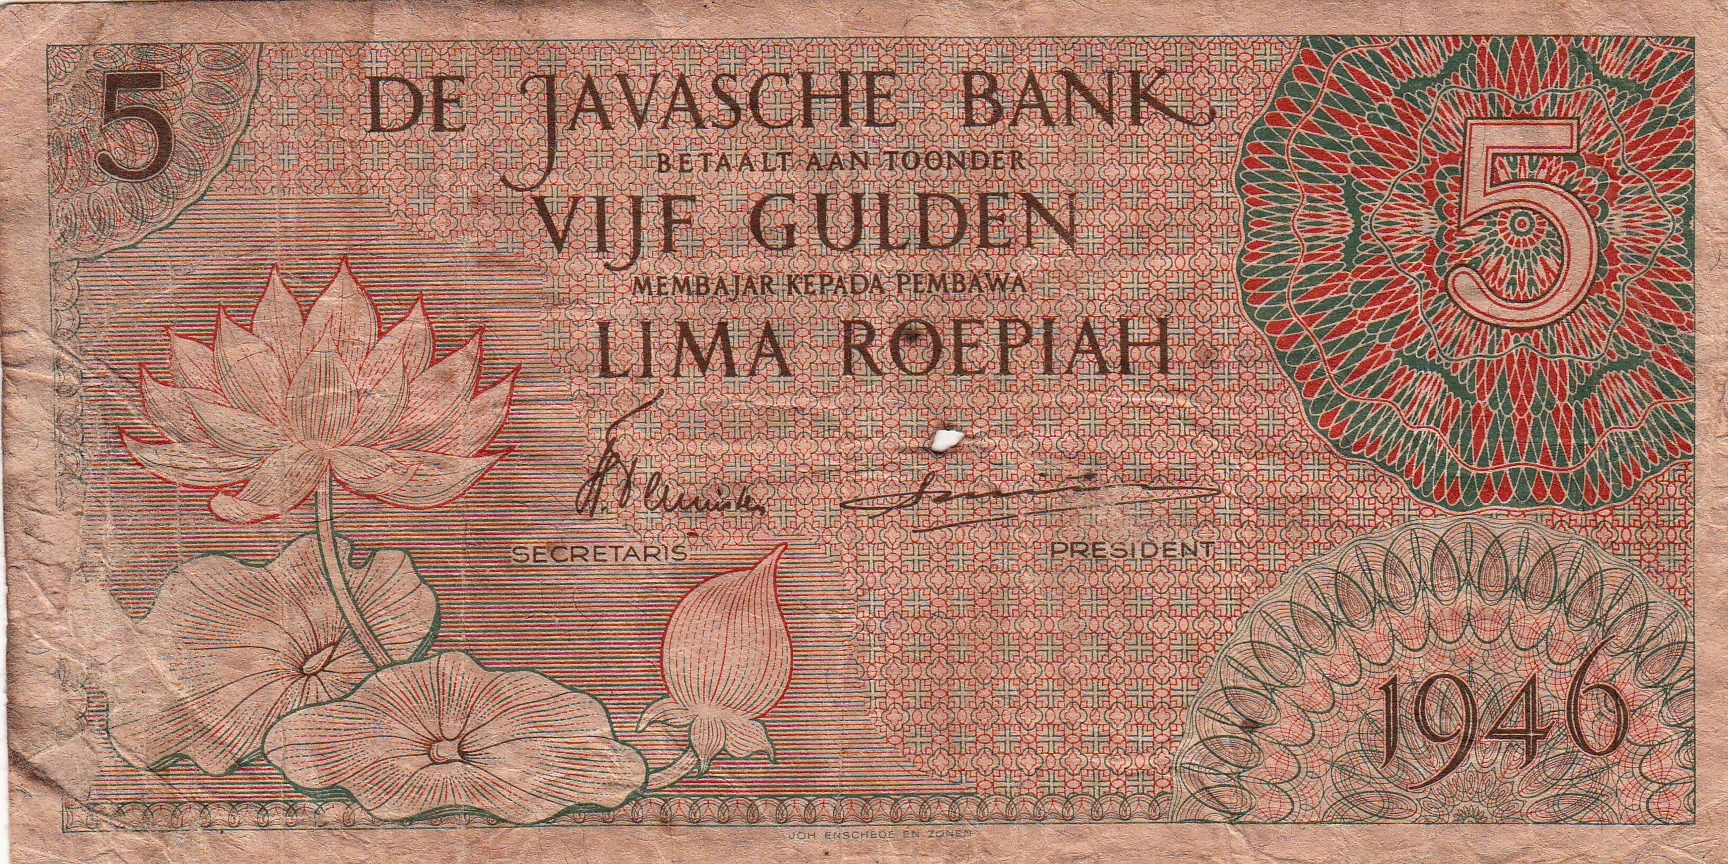 5
DE JAVASCHE BANK
BETAALT AAN TOONDER
VIJF GULDEN
MEMBAJAR KEPADA PEMBAWA
LIMA ROEPIAH
5
SECRETARIS
PRESIDENT
1946
JOH. ENSCHEDÉ EN ZONEN